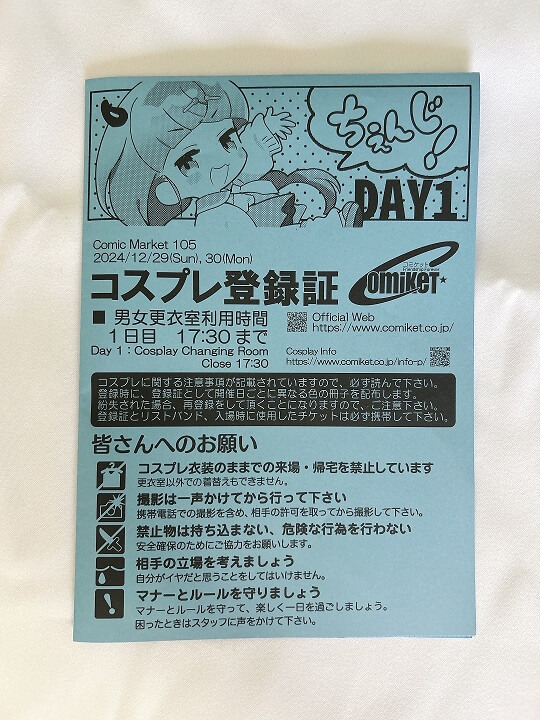 ちぇんじ!
DAY1
Comic Market 105
2024/12/29(Sun), 30(Mon)
コスプレ登録証
コミケット
Friendship Forever
COMIKET★
■ 男女更衣室利用時間
1日目 17:30 まで
Day 1 : Cosplay Changing Room
Close 17:30
Official Web
https://www.comiket.co.jp/
Cosplay Info
https://www.comiket.co.jp/info-p/
コスプレに関する注意事項が記載されていますので、必ず読んで下さい。
登録時に、登録証として開催日ごとに異なる色の冊子を配布します。
紛失された場合、再登録をして頂くことになりますので、ご注意下さい。
登録証とリストバンド、入場時に使用したチケットは必ず携帯して下さい。
皆さんへのお願い
コスプレ衣装のままでの来場・帰宅を禁止しています
更衣室以外での着替えもできません。
撮影は一声かけてから行って下さい
携帯電話での撮影を含め、相手の許可を取ってから撮影して下さい。
禁止物は持ち込まない、危険な行為を行わない
安全確保のためにご協力をお願いします。
相手の立場を考えましょう
自分がイヤだと思うことをしてはいけません。
マナーとルールを守りましょう
マナーとルールを守って、楽しく一日を過ごしましょう。
困ったときはスタッフに声をかけて下さい。